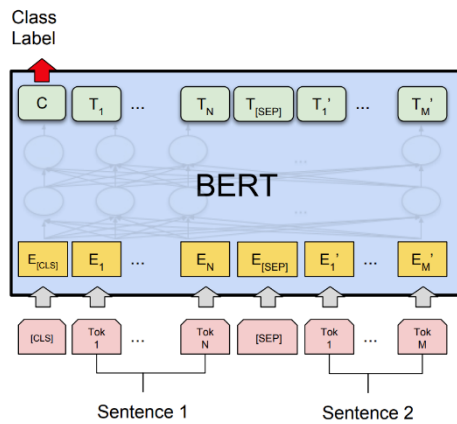 Class
Label
C T1 ... TN T[SEP] T1' ... TM'
...
BERT
...
E[CLS] E1 ... EN E[SEP] E1' ... EM'
[CLS] Tok 1 ... Tok N [SEP] Tok 1 ... Tok M
Sentence 1 Sentence 2